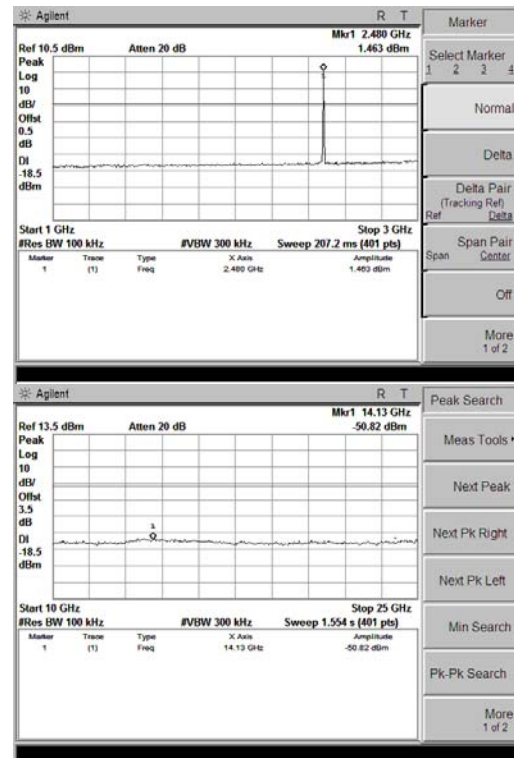 Agilent R T Marker
Mkr1 2.480 GHz
Ref 10.5 dBm Atten 20 dB 1.463 dBm
Select Marker
1 2 3 4
Peak
Log
10
dB/
Offst
0.5
dB
DI
-18.5
dBm
1
Normal
Delta
Delta Pair
(Tracking Ref)
Ref Delta
Span Pair
Span Center
Off
More
1 of 2
Start 1 GHz Stop 3 GHz
#Res BW 100 kHz #VBW 300 kHz Sweep 207.2 ms (401 pts)
Marker Trace Type X Axis Amplitude
1 (1) Freq 2.480 GHz 1.463 dBm
Agilent R T Peak Search
Mkr1 14.13 GHz
Ref 13.5 dBm Atten 20 dB -50.82 dBm
Peak
Log
10
dB/
Offst
3.5
dB
DI
-18.5
dBm
1
Meas Tools
Next Peak
Next Pk Right
Next Pk Left
Min Search
Pk-Pk Search
More
1 of 2
Start 10 GHz Stop 25 GHz
#Res BW 100 kHz #VBW 300 kHz Sweep 1.554 s (401 pts)
Marker Trace Type X Axis Amplitude
1 (1) Freq 14.13 GHz -50.82 dBm